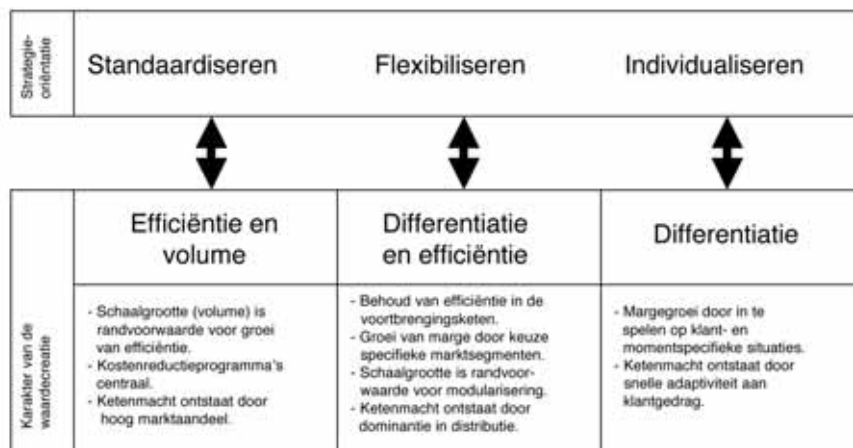 Strategie-
oriëntatie
Standaardiseren
Flexibiliseren
Individualiseren
Karakter van de
waardecreatie
Efficiëntie en
volume
- Schaalgrootte (volume) is
randvoorwaarde voor groei
van efficiëntie.
- Kostenreductieprogramma's
centraal.
- Ketenmacht ontstaat door
hoog marktaandeel.
Differentiatie
en efficiëntie
- Behoud van efficiëntie in de
voortbrengingsketen.
- Groei van marge door keuze
specifieke marktsegmenten.
- Schaalgrootte is randvoor-
waarde voor modularisering.
- Ketenmacht ontstaat door
dominantie in distributie.
Differentiatie
- Margegroei door in te
spelen op klant- en
momentspecifieke situaties.
- Ketenmacht ontstaat door
snelle adaptiviteit aan
klantgedrag.